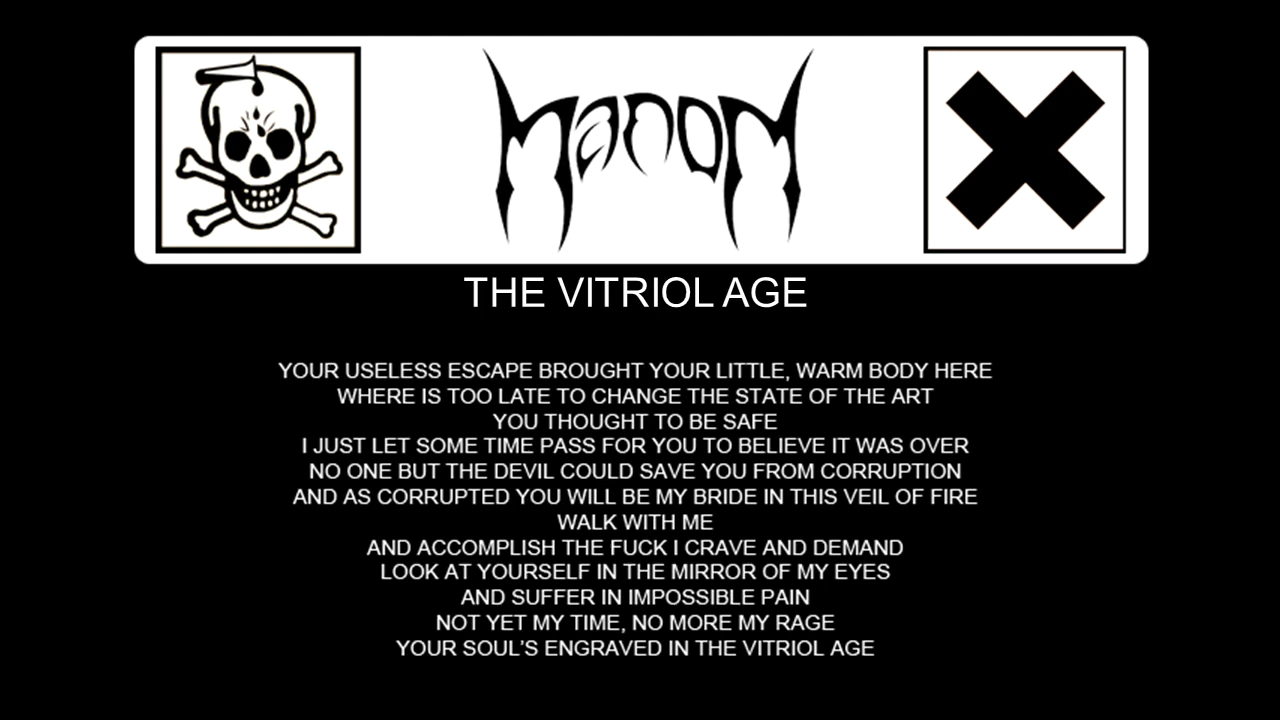 manom
THE VITRIOL AGE
YOUR USELESS ESCAPE BROUGHT YOUR LITTLE, WARM BODY HERE
WHERE IS TOO LATE TO CHANGE THE STATE OF THE ART
YOU THOUGHT TO BE SAFE
I JUST LET SOME TIME PASS FOR YOU TO BELIEVE IT WAS OVER
NO ONE BUT THE DEVIL COULD SAVE YOU FROM CORRUPTION
AND AS CORRUPTED YOU WILL BE MY BRIDE IN THIS VEIL OF FIRE
WALK WITH ME
AND ACCOMPLISH THE FUCK I CRAVE AND DEMAND
LOOK AT YOURSELF IN THE MIRROR OF MY EYES
AND SUFFER IN IMPOSSIBLE PAIN
NOT YET MY TIME, NO MORE MY RAGE
YOUR SOUL’S ENGRAVED IN THE VITRIOL AGE